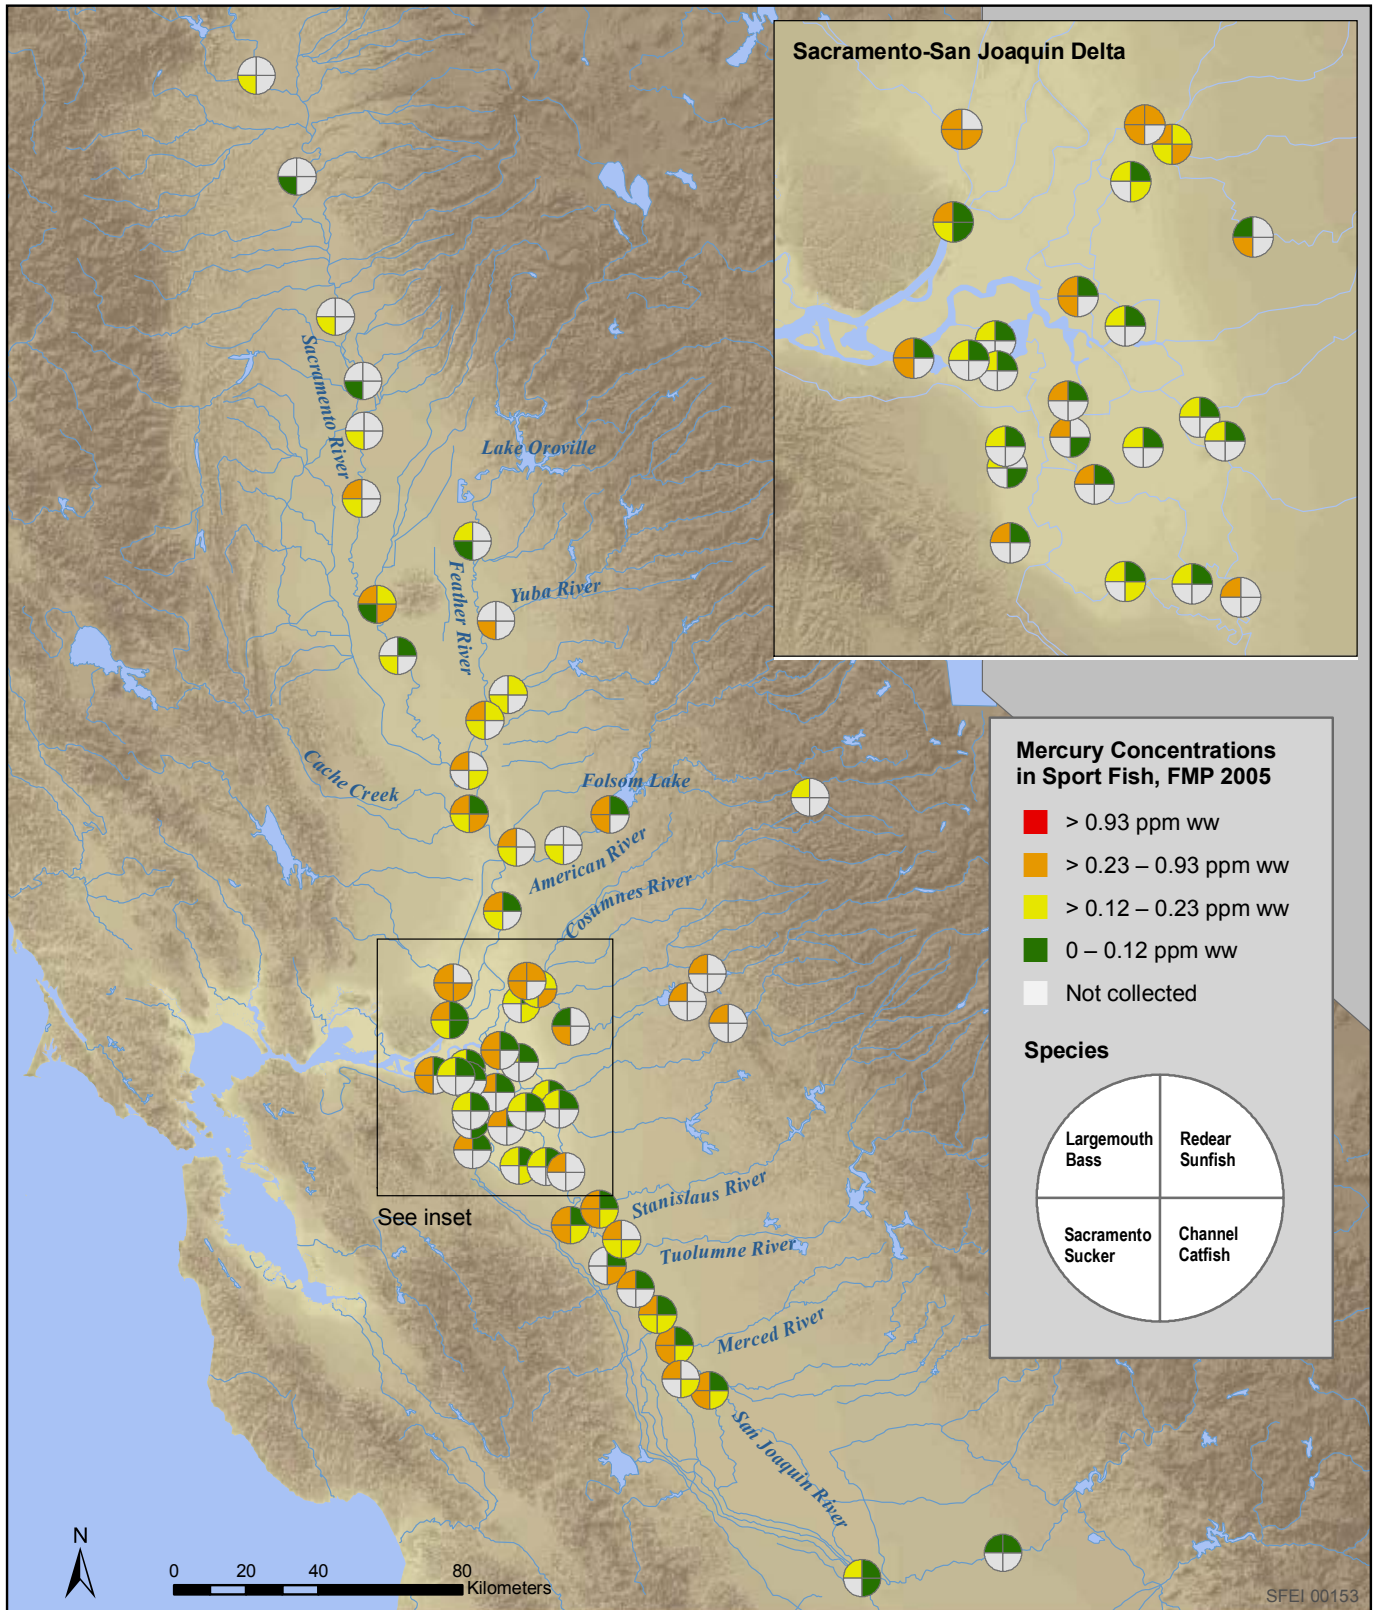 Sacramento-San Joaquin Delta
Sacramento River
Lake Oroville
Feather River
Yuba River
Cache Creek
Folsom Lake
American River
Cosumnes River
See inset
Stanislaus River
Tuolumne River
Merced River
San Joaquin River
Mercury Concentrations
in Sport Fish, FMP 2005
> 0.93 ppm ww
> 0.23 – 0.93 ppm ww
> 0.12 – 0.23 ppm ww
0 – 0.12 ppm ww
Not collected
Species
Largemouth
Bass
Redear
Sunfish
Sacramento
Sucker
Channel
Catfish
N
0 20 40 80
Kilometers
SFEI 00153